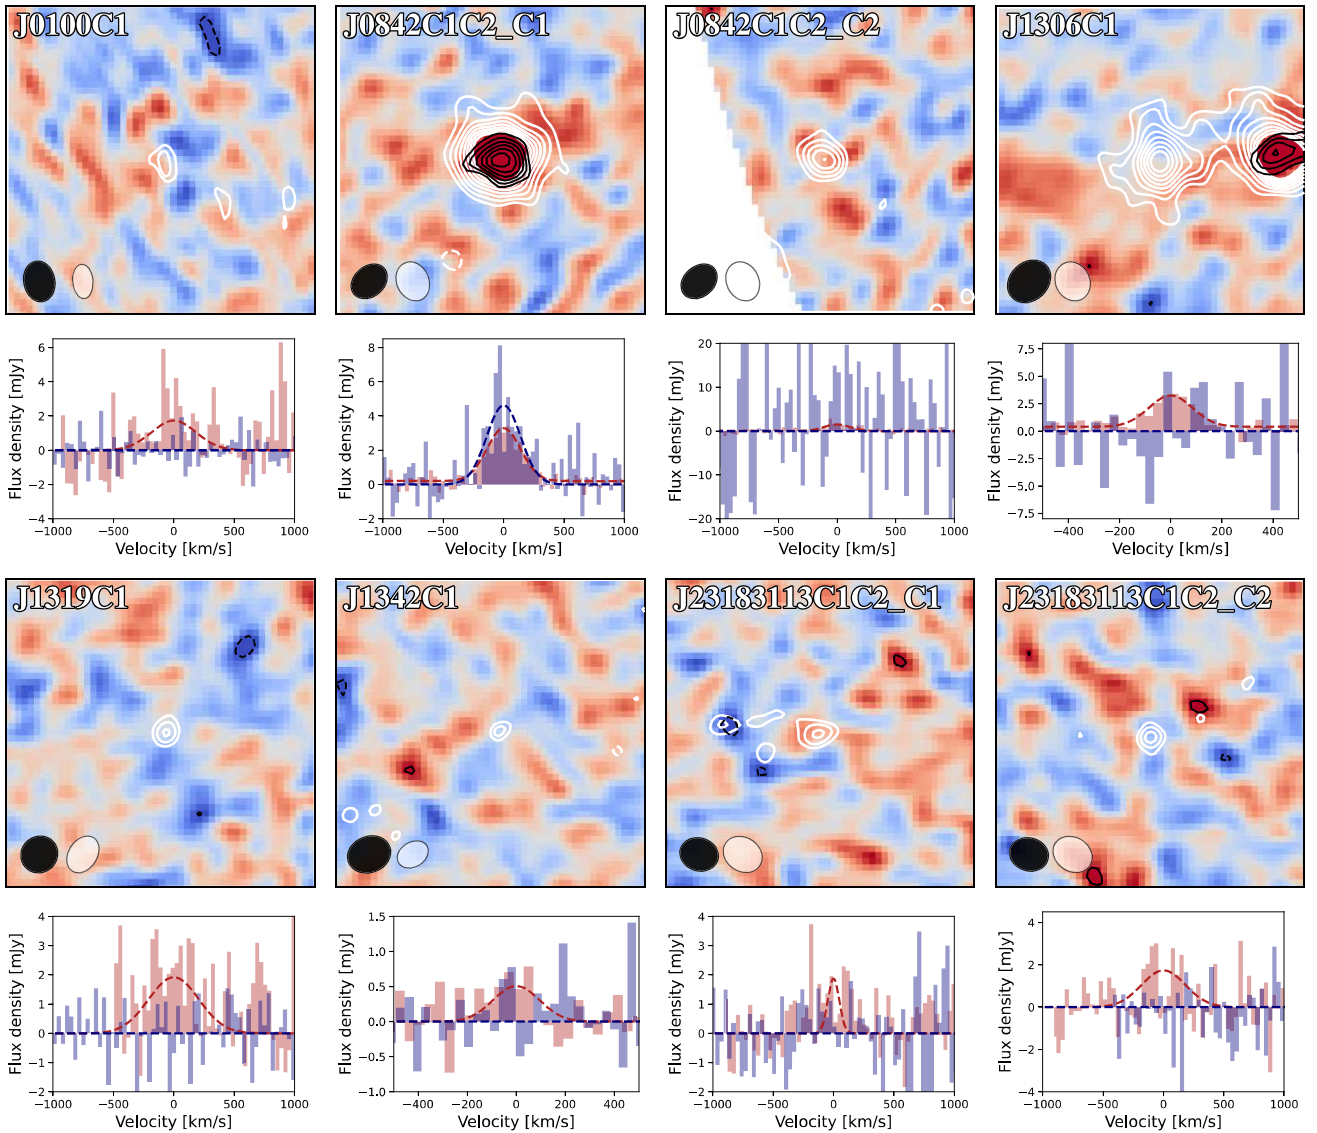 J0100C1
J0842C1C2_C1
J0842C1C2_C2
J1306C1
Flux density [mJy]
6
4
2
0
−2
−4
−1000 −500 0 500 1000
Velocity [km/s]
Flux density [mJy]
8
6
4
2
0
−2
−1000 −500 0 500 1000
Velocity [km/s]
Flux density [mJy]
20
10
0
−10
−20
−1000 −500 0 500 1000
Velocity [km/s]
Flux density [mJy]
7.5
5.0
2.5
0.0
−2.5
−5.0
−7.5
−400 −200 0 200 400
Velocity [km/s]
J1319C1
J1342C1
J23183113C1C2_C1
J23183113C1C2_C2
Flux density [mJy]
4
3
2
1
0
−1
−2
−1000 −500 0 500 1000
Velocity [km/s]
Flux density [mJy]
1.5
1.0
0.5
0.0
−0.5
−1.0
−400 −200 0 200 400
Velocity [km/s]
Flux density [mJy]
4
3
2
1
0
−1
−2
−1000 −500 0 500 1000
Velocity [km/s]
Flux density [mJy]
4
2
0
−2
−4
−1000 −500 0 500 1000
Velocity [km/s]